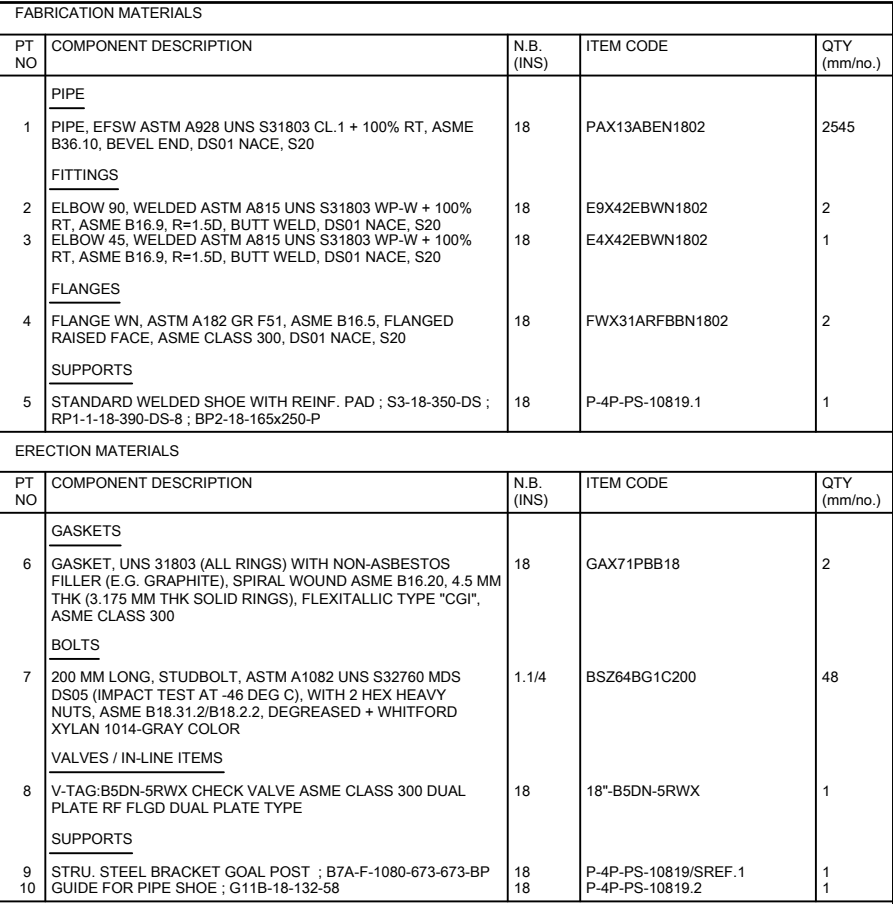 FABRICATION MATERIALS
PT NO COMPONENT DESCRIPTION N.B. (INS) ITEM CODE QTY (mm/no.)
PIPE
1 PIPE, EFSW ASTM A928 UNS S31803 CL.1 + 100% RT, ASME 18 PAX13ABEN1802 2545
B36.10, BEVEL END, DS01 NACE, S20
FITTINGS
2 ELBOW 90, WELDED ASTM A815 UNS S31803 WP-W + 100% 18 E9X42EBWN1802 2
RT, ASME B16.9, R=1.5D, BUTT WELD, DS01 NACE, S20
3 ELBOW 45, WELDED ASTM A815 UNS S31803 WP-W + 100% 18 E4X42EBWN1802 1
RT, ASME B16.9, R=1.5D, BUTT WELD, DS01 NACE, S20
FLANGES
4 FLANGE WN, ASTM A182 GR F51, ASME B16.5, FLANGED 18 FWX31ARFBBN1802 2
RAISED FACE, ASME CLASS 300, DS01 NACE, S20
SUPPORTS
5 STANDARD WELDED SHOE WITH REINF. PAD ; S3-18-350-DS ; 18 P-4P-PS-10819.1 1
RP1-1-18-390-DS-8 ; BP2-18-165x250-P
ERECTION MATERIALS
PT NO COMPONENT DESCRIPTION N.B. (INS) ITEM CODE QTY (mm/no.)
GASKETS
6 GASKET, UNS 31803 (ALL RINGS) WITH NON-ASBESTOS 18 GAX71PBB18 2
FILLER (E.G. GRAPHITE), SPIRAL WOUND ASME B16.20, 4.5 MM
THK (3.175 MM THK SOLID RINGS), FLEXITALLIC TYPE "CGI",
ASME CLASS 300
BOLTS
7 200 MM LONG, STUDBOLT, ASTM A1082 UNS S32760 MDS 1.1/4 BSZ64BG1C200 48
DS05 (IMPACT TEST AT -46 DEG C), WITH 2 HEX HEAVY
NUTS, ASME B18.31.2/B18.2.2, DEGREASED + WHITFORD
XYLAN 1014-GRAY COLOR
VALVES / IN-LINE ITEMS
8 V-TAG:B5DN-5RWX CHECK VALVE ASME CLASS 300 DUAL 18 18"-B5DN-5RWX 1
PLATE RF FLGD DUAL PLATE TYPE
SUPPORTS
9 STRU. STEEL BRACKET GOAL POST ; B7A-F-1080-673-673-BP 18 P-4P-PS-10819/SREF.1 1
10 GUIDE FOR PIPE SHOE ; G11B-18-132-58 18 P-4P-PS-10819.2 1